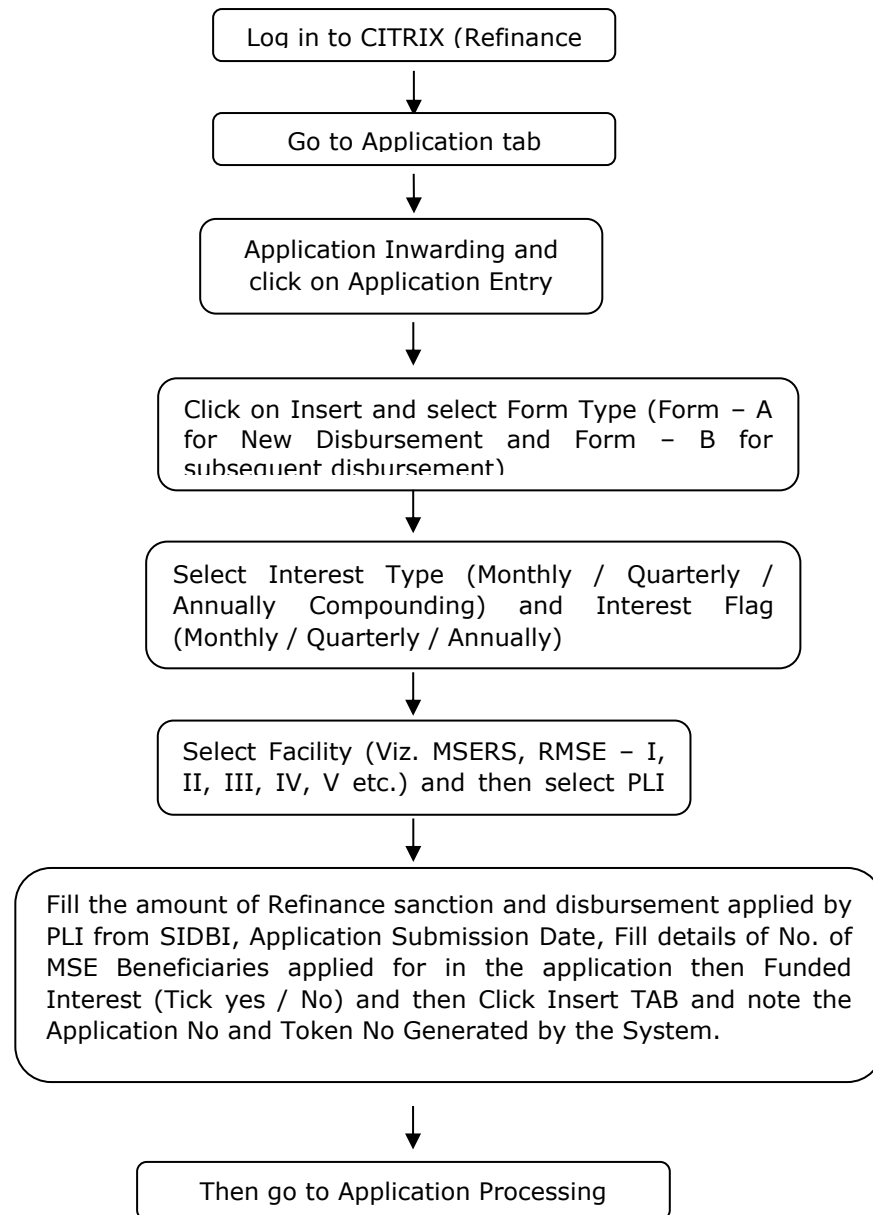 Log in to CITRIX (Refinance
Go to Application tab
Application Inwarding and
click on Application Entry
Click on Insert and select Form Type (Form – A
for New Disbursement and Form – B for
subsequent disbursement)
Select Interest Type (Monthly / Quarterly /
Annually Compounding) and Interest Flag
(Monthly / Quarterly / Annually)
Select Facility (Viz. MSERS, RMSE – I,
II, III, IV, V etc.) and then select PLI
Fill the amount of Refinance sanction and disbursement applied by
PLI from SIDBI, Application Submission Date, Fill details of No. of
MSE Beneficiaries applied for in the application then Funded
Interest (Tick yes / No) and then Click Insert TAB and note the
Application No and Token No Generated by the System.
Then go to Application Processing